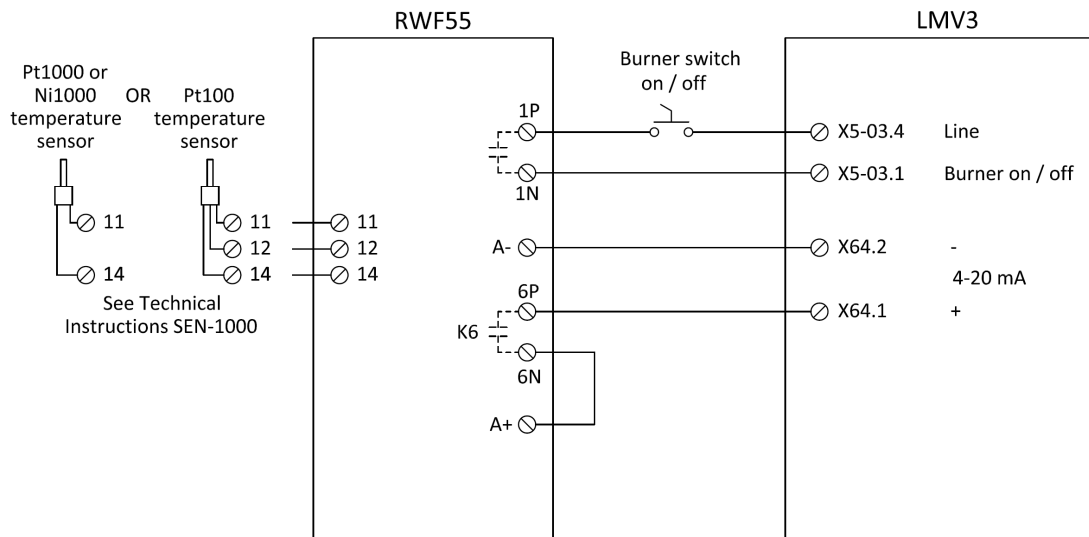 RWF55
LMV3
Pt1000 or
Ni1000
temperature
sensor
OR
Pt100
temperature
sensor
11
14
11
12
14
See Technical
Instructions SEN-1000
11
12
14
1P
1N
A-
6P
K6
6N
A+
Burner switch
on / off
X5-03.4 Line
X5-03.1 Burner on / off
X64.2 -
4-20 mA
X64.1 +